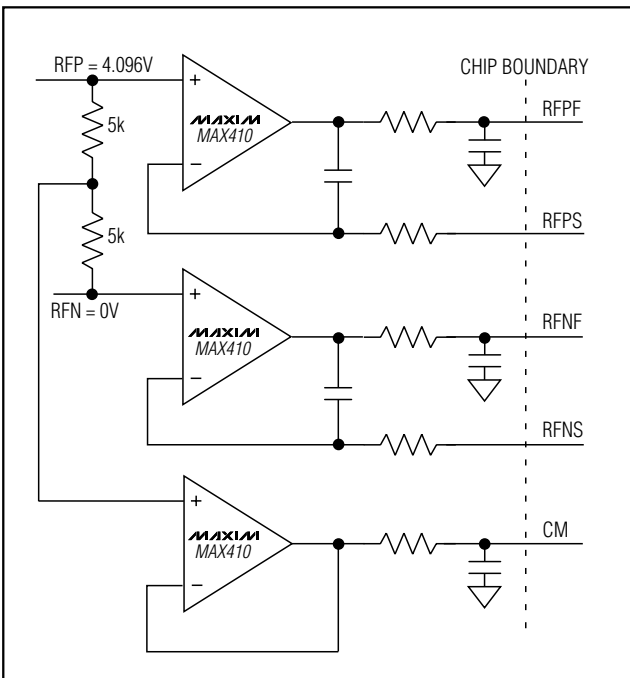 RFP = 4.096V
CHIP BOUNDARY
+
MAXIM
MAX410
−
5k
RFPF
RFPS
5k
RFN = 0V
+
MAXIM
MAX410
−
RFNF
RFNS
+
MAXIM
MAX410
−
CM